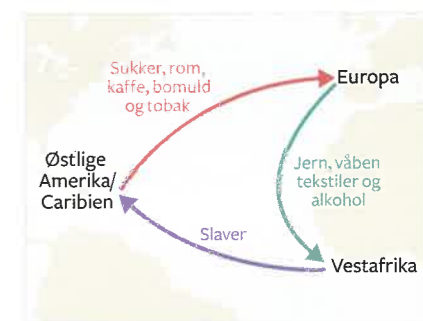 Sukker, rom,
kaffe, bomuld
og tobak
Europa
Østlige
Amerika/
Caribien
Jern, våben
tekstiler og
alkohol
Slaver
Vestafrika